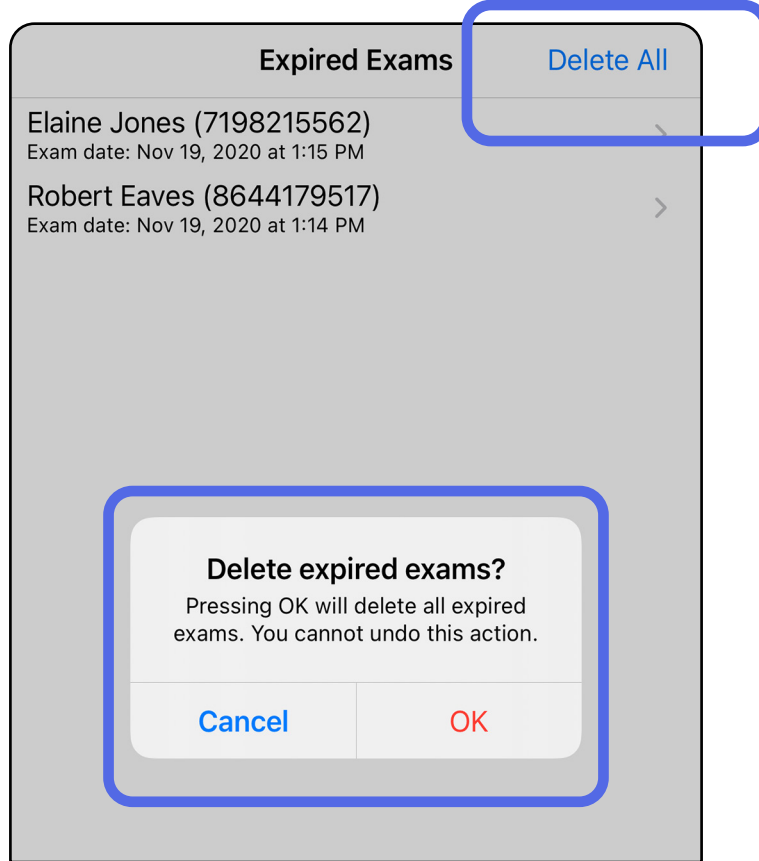 Expired Exams Delete All
Elaine Jones (7198215562)
Exam date: Nov 19, 2020 at 1:15 PM
Robert Eaves (8644179517)
Exam date: Nov 19, 2020 at 1:14 PM
Delete expired exams?
Pressing OK will delete all expired
exams. You cannot undo this action.
Cancel OK